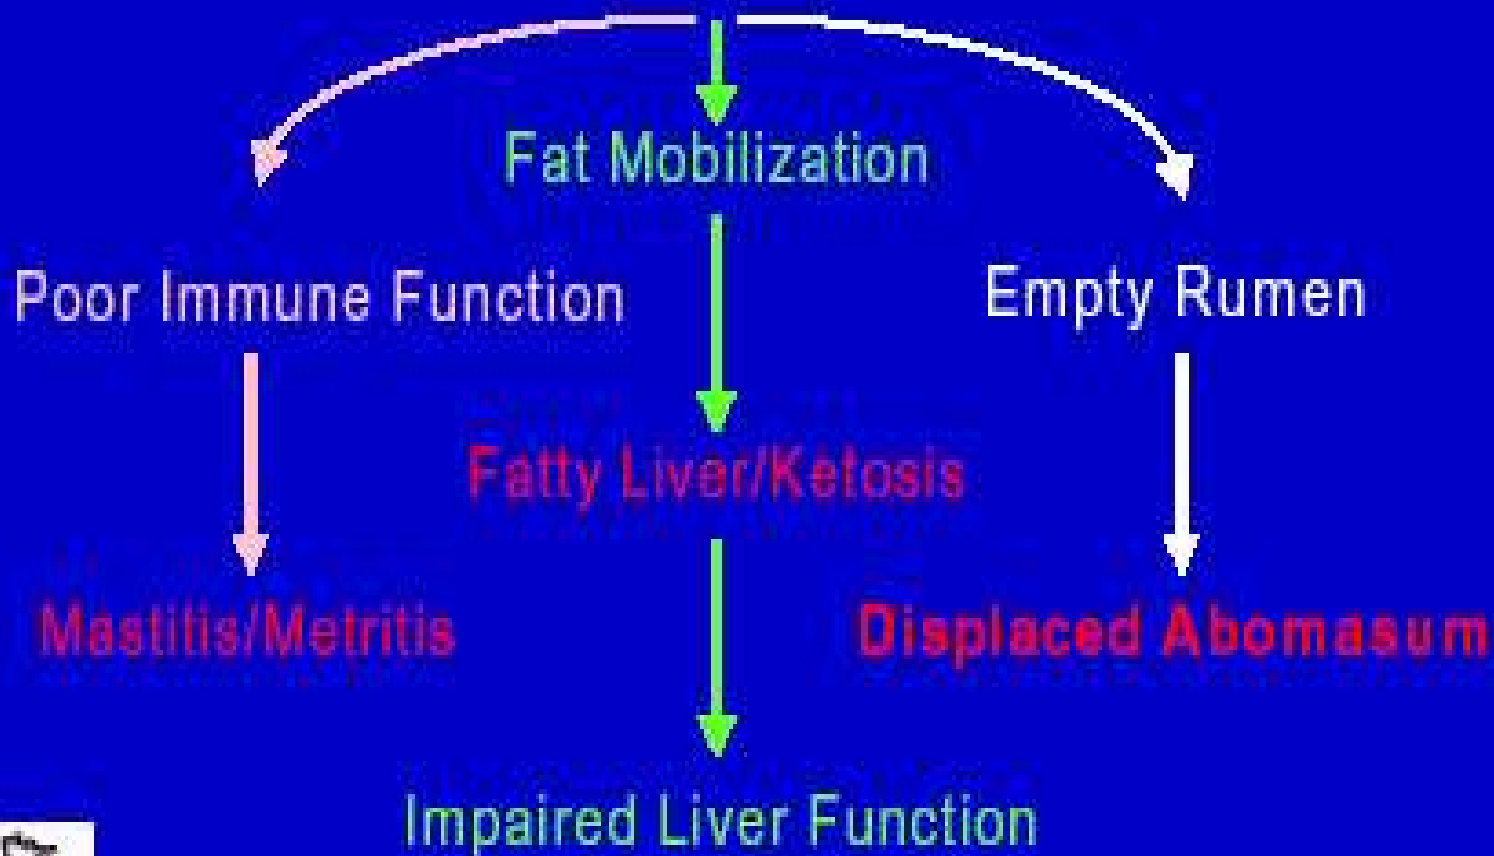 Fat Mobilization
Poor Immune Function
Empty Rumen
Fatty Liver/Ketosis
Mastitis/Metritis
Displaced Abomasum
Impaired Liver Function